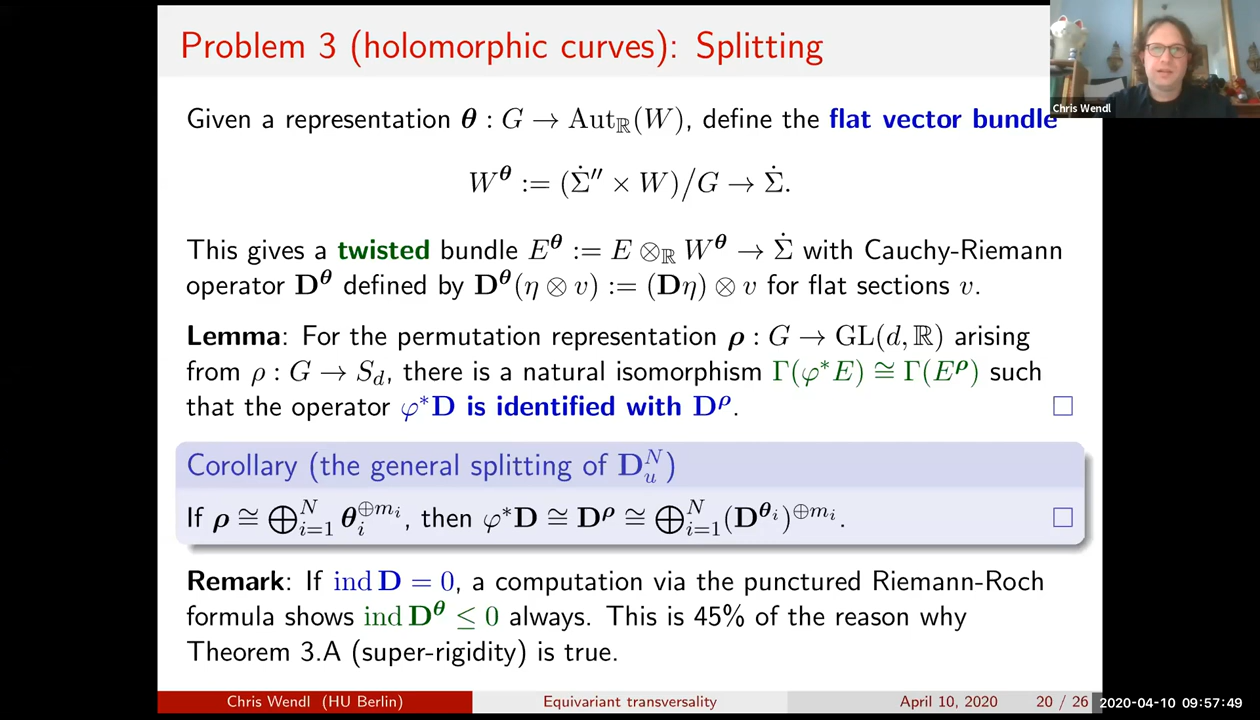 Problem 3 (holomorphic curves): Splitting
Chris Wendl
Given a representation θ : G → Aut_ℝ(W), define the flat vector bundle
W^θ := (Σ̇′′ × W)/G → Σ̇.
This gives a twisted bundle E^θ := E ⊗_ℝ W^θ → Σ̇ with Cauchy-Riemann
operator D^θ defined by D^θ(η ⊗ v) := (Dη) ⊗ v for flat sections v.
Lemma: For the permutation representation ρ : G → GL(d, ℝ) arising
from ρ : G → S_d, there is a natural isomorphism Γ(φ*E) ≅ Γ(E^ρ) such
that the operator φ*D is identified with D^ρ. □
Corollary (the general splitting of D_u^N)
If ρ ≅ ⊕_{i=1}^N θ_i^{⊕m_i}, then φ*D ≅ D^ρ ≅ ⊕_{i=1}^N (D^{θ_i})^{⊕m_i}. □
Remark: If ind D = 0, a computation via the punctured Riemann-Roch
formula shows ind D^θ ≤ 0 always. This is 45% of the reason why
Theorem 3.A (super-rigidity) is true.
Chris Wendl (HU Berlin) Equivariant transversality April 10, 2020 20 / 26 2020-04-10 09:57:49